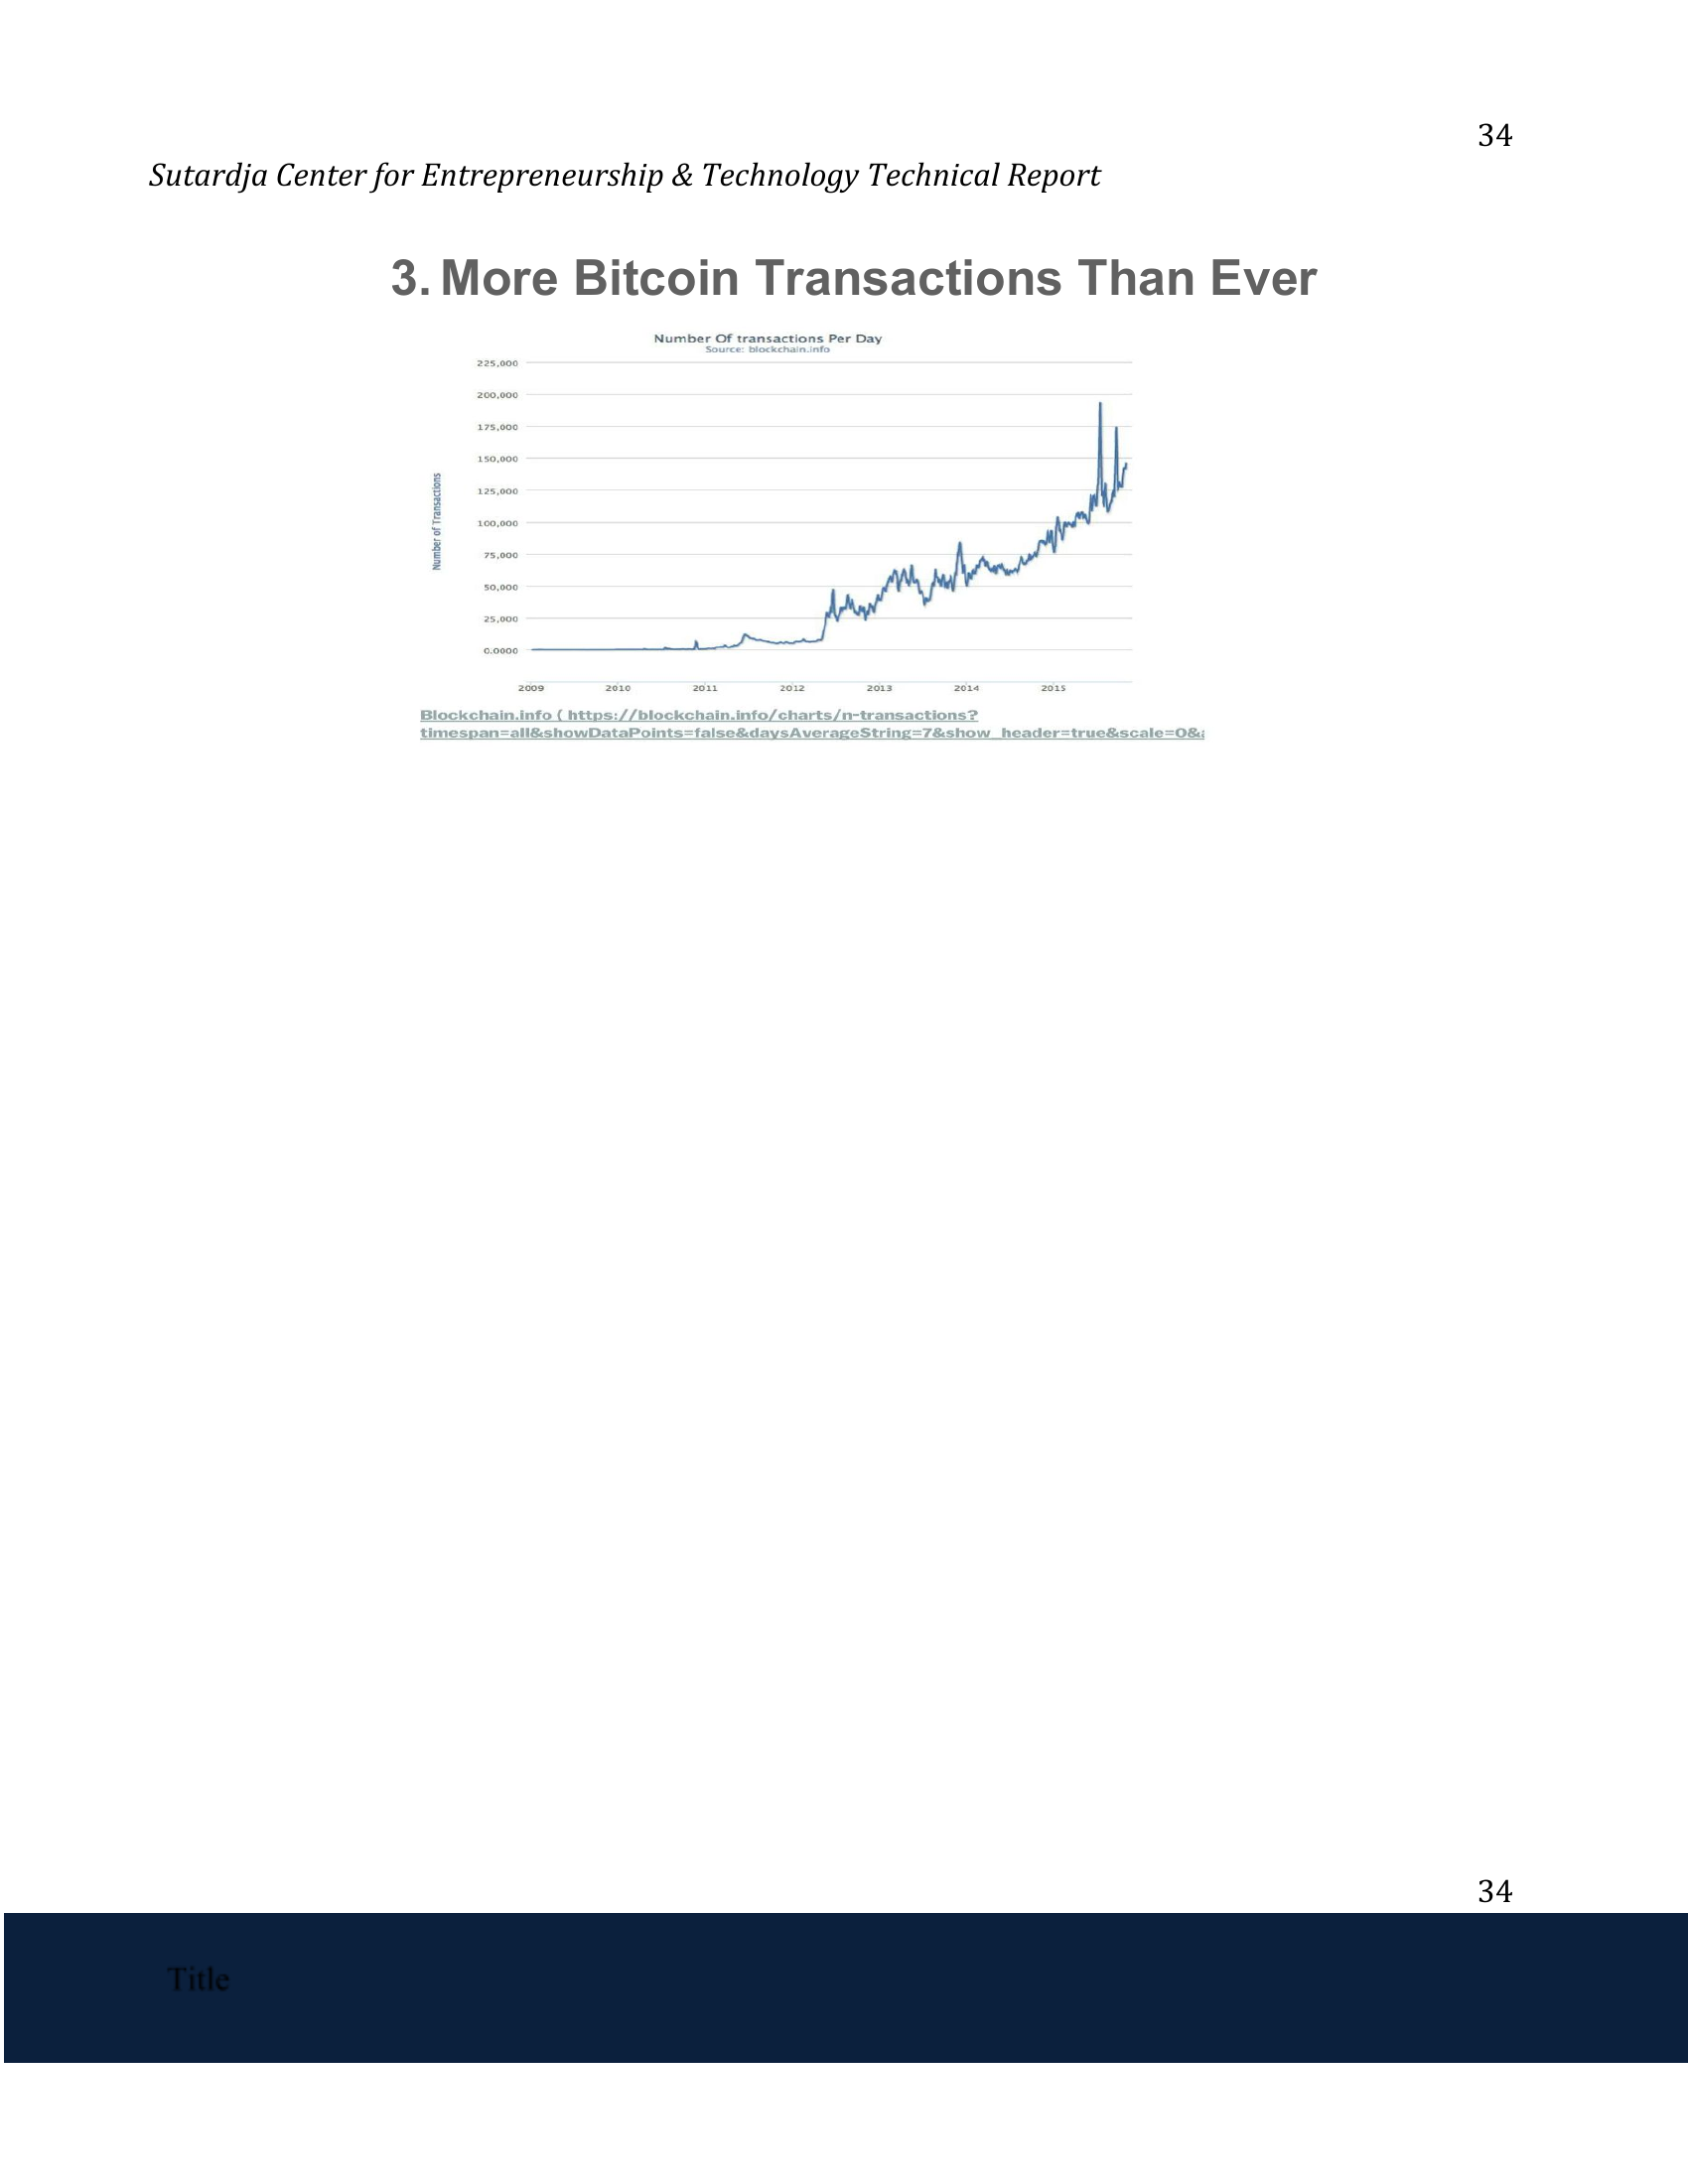 34
Sutardja Center for Entrepreneurship & Technology Technical Report
3. More Bitcoin Transactions Than Ever
Number Of transactions Per Day
Source: blockchain.info
225,000
200,000
175,000
150,000
125,000
100,000
75,000
50,000
25,000
0.0000
Number of Transactions
2009 2010 2011 2012 2013 2014 2015
Blockchain.info ( https://blockchain.info/charts/n-transactions?
timespan=all&showDataPoints=false&daysAverageString=7&show_header=true&scale=0&
34
Title